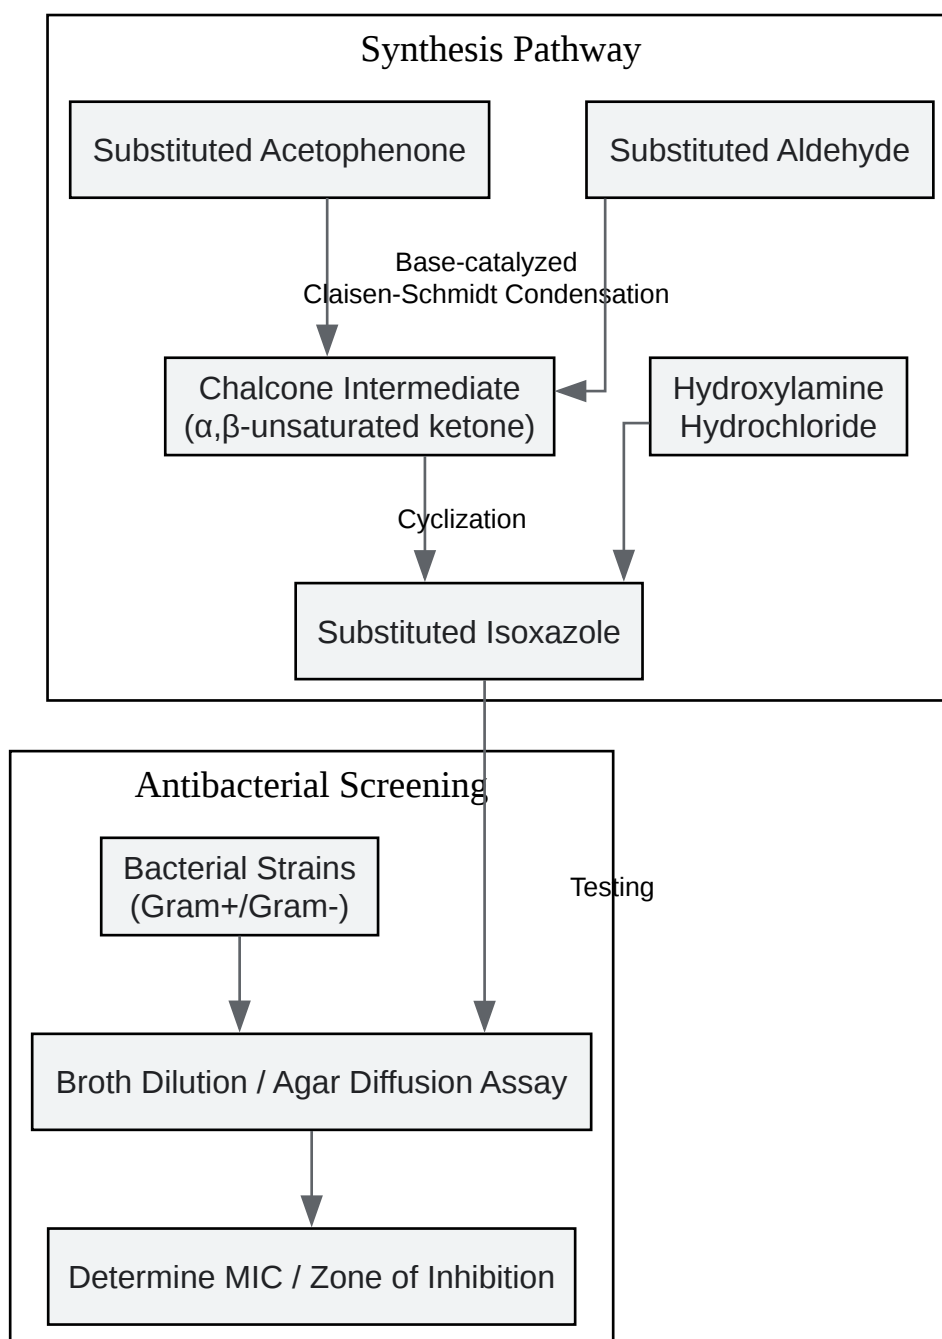 Synthesis Pathway
Substituted Acetophenone
Substituted Aldehyde
Base-catalyzed
Claisen-Schmidt Condensation
Chalcone Intermediate
(α,β-unsaturated ketone)
Hydroxylamine
Hydrochloride
Cyclization
Substituted Isoxazole
Antibacterial Screening
Bacterial Strains
(Gram+/Gram-)
Testing
Broth Dilution / Agar Diffusion Assay
Determine MIC / Zone of Inhibition